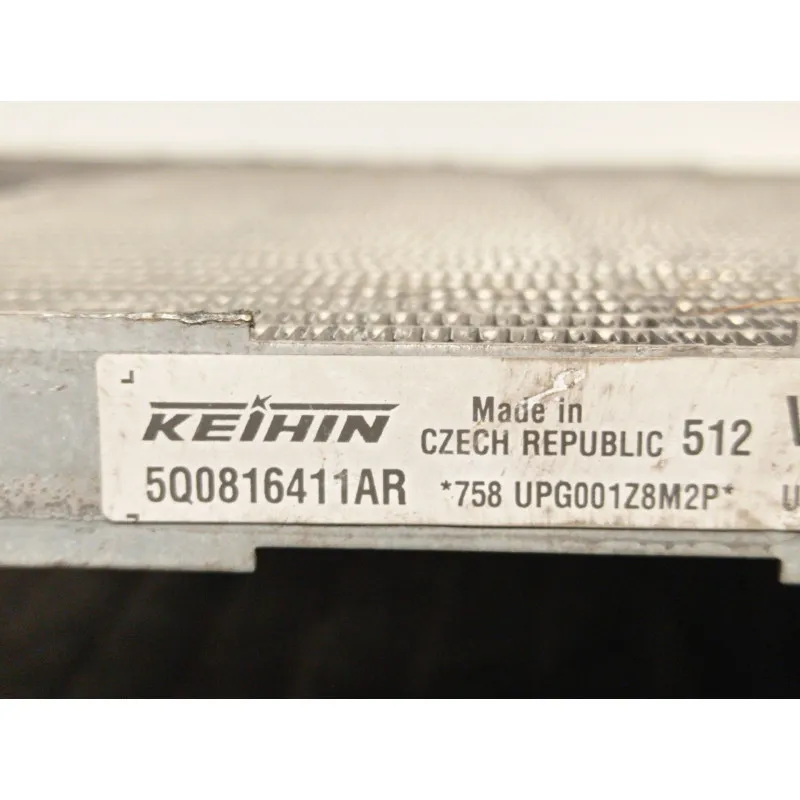 KEIHIN
Made in
CZECH REPUBLIC 512
5Q0816411AR *758 UPG001Z8M2P*